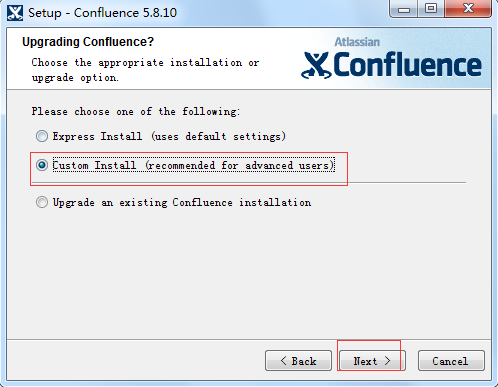 Setup - Confluence 5.8.10
Upgrading Confluence?
Choose the appropriate installation or
upgrade option.
Atlassian
Confluence
Please choose one of the following:
Express Install (uses default settings)
Custom Install (recommended for advanced users)
Upgrade an existing Confluence installation
< Back
Next >
Cancel